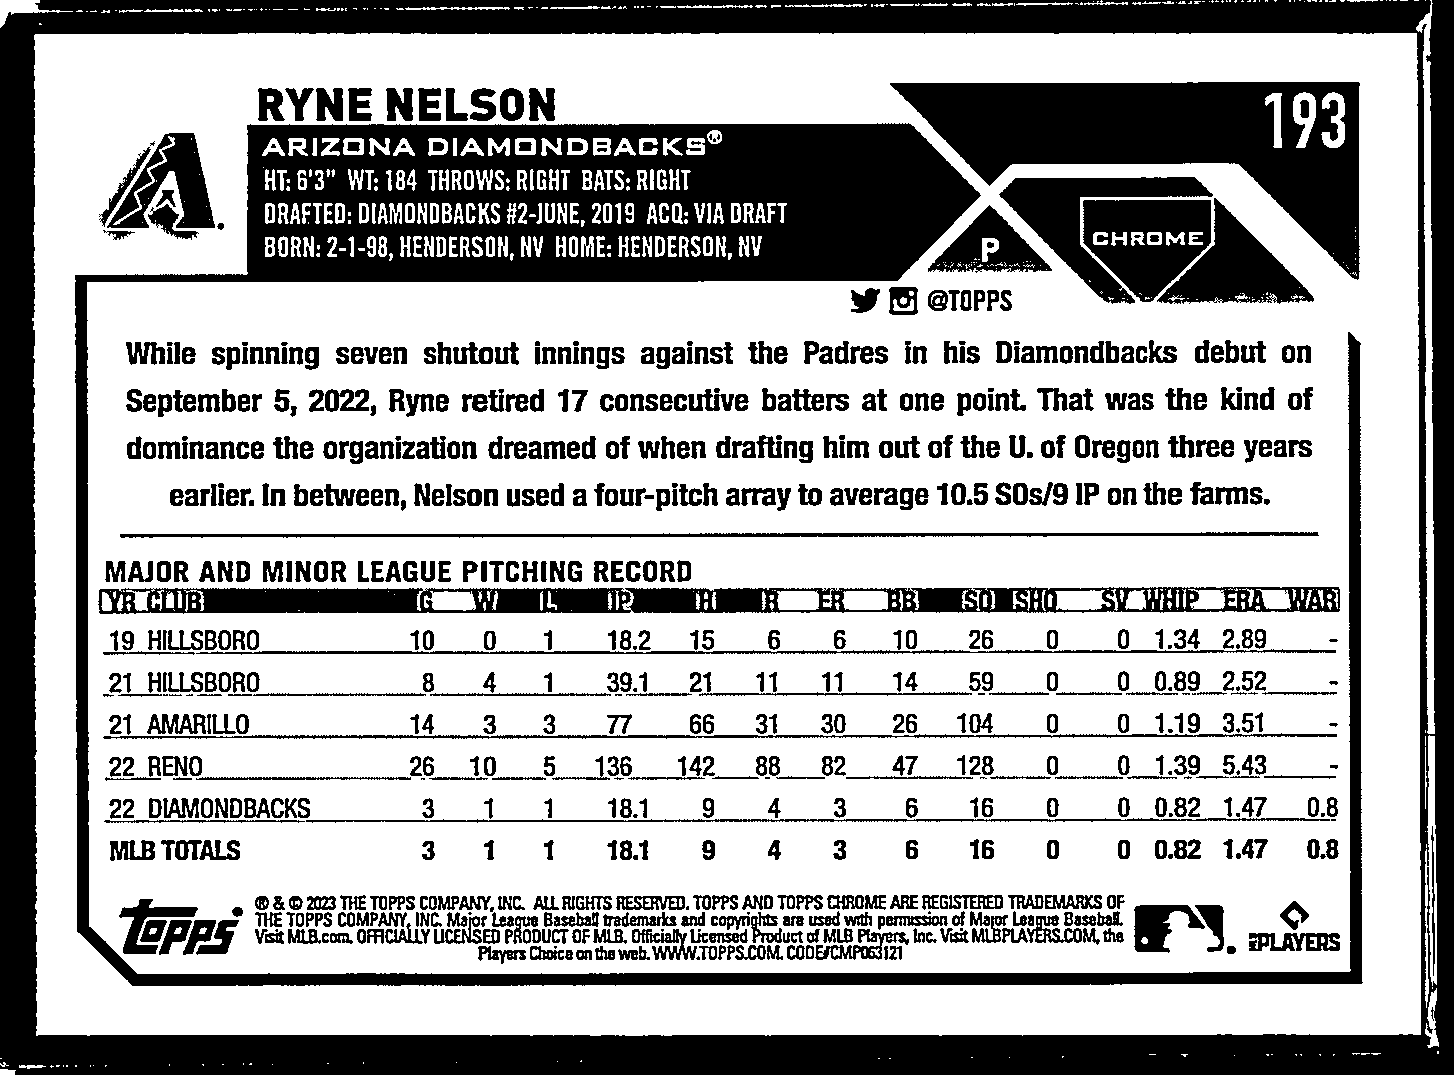 RYNE NELSON
193
ARIZONA DIAMONDBACKS®
HT: 6'3" WT: 184 THROWS: RIGHT BATS: RIGHT
DRAFTED: DIAMONDBACKS #2-JUNE, 2019 ACQ: VIA DRAFT
BORN: 2-1-98, HENDERSON, NV HOME: HENDERSON, NV
P
CHROME
@TOPPS
While spinning seven shutout innings against the Padres in his Diamondbacks debut on
September 5, 2022, Ryne retired 17 consecutive batters at one point. That was the kind of
dominance the organization dreamed of when drafting him out of the U. of Oregon three years
earlier. In between, Nelson used a four-pitch array to average 10.5 SOs/9 IP on the farms.
MAJOR AND MINOR LEAGUE PITCHING RECORD
YR CLUB G W L IP H R ER BB SO SHO SV WHIP ERA WAR
19 HILLSBORO 10 0 1 18.2 15 6 6 10 26 0 0 1.34 2.89 -
21 HILLSBORO 8 4 1 39.1 21 11 11 14 59 0 0 0.89 2.52 -
21 AMARILLO 14 3 3 77 66 31 30 26 104 0 0 1.19 3.51 -
22 RENO 26 10 5 136 142 88 82 47 128 0 0 1.39 5.43 -
22 DIAMONDBACKS 3 1 1 18.1 9 4 3 6 16 0 0 0.82 1.47 0.8
MLB TOTALS 3 1 1 18.1 9 4 3 6 16 0 0 0.82 1.47 0.8
topps
® & © 2023 THE TOPPS COMPANY, INC. ALL RIGHTS RESERVED. TOPPS AND TOPPS CHROME ARE REGISTERED TRADEMARKS OF
THE TOPPS COMPANY, INC. Major League Baseball trademarks and copyrights are used with permission of Major League Baseball.
Visit MLB.com. OFFICIALLY LICENSED PRODUCT OF MLB. Officially Licensed Product of MLB Players, Inc. Visit MLBPLAYERS.COM, the
Players Choice on the web. WWW.TOPPS.COM. CODE#CMP063121
PLAYERS